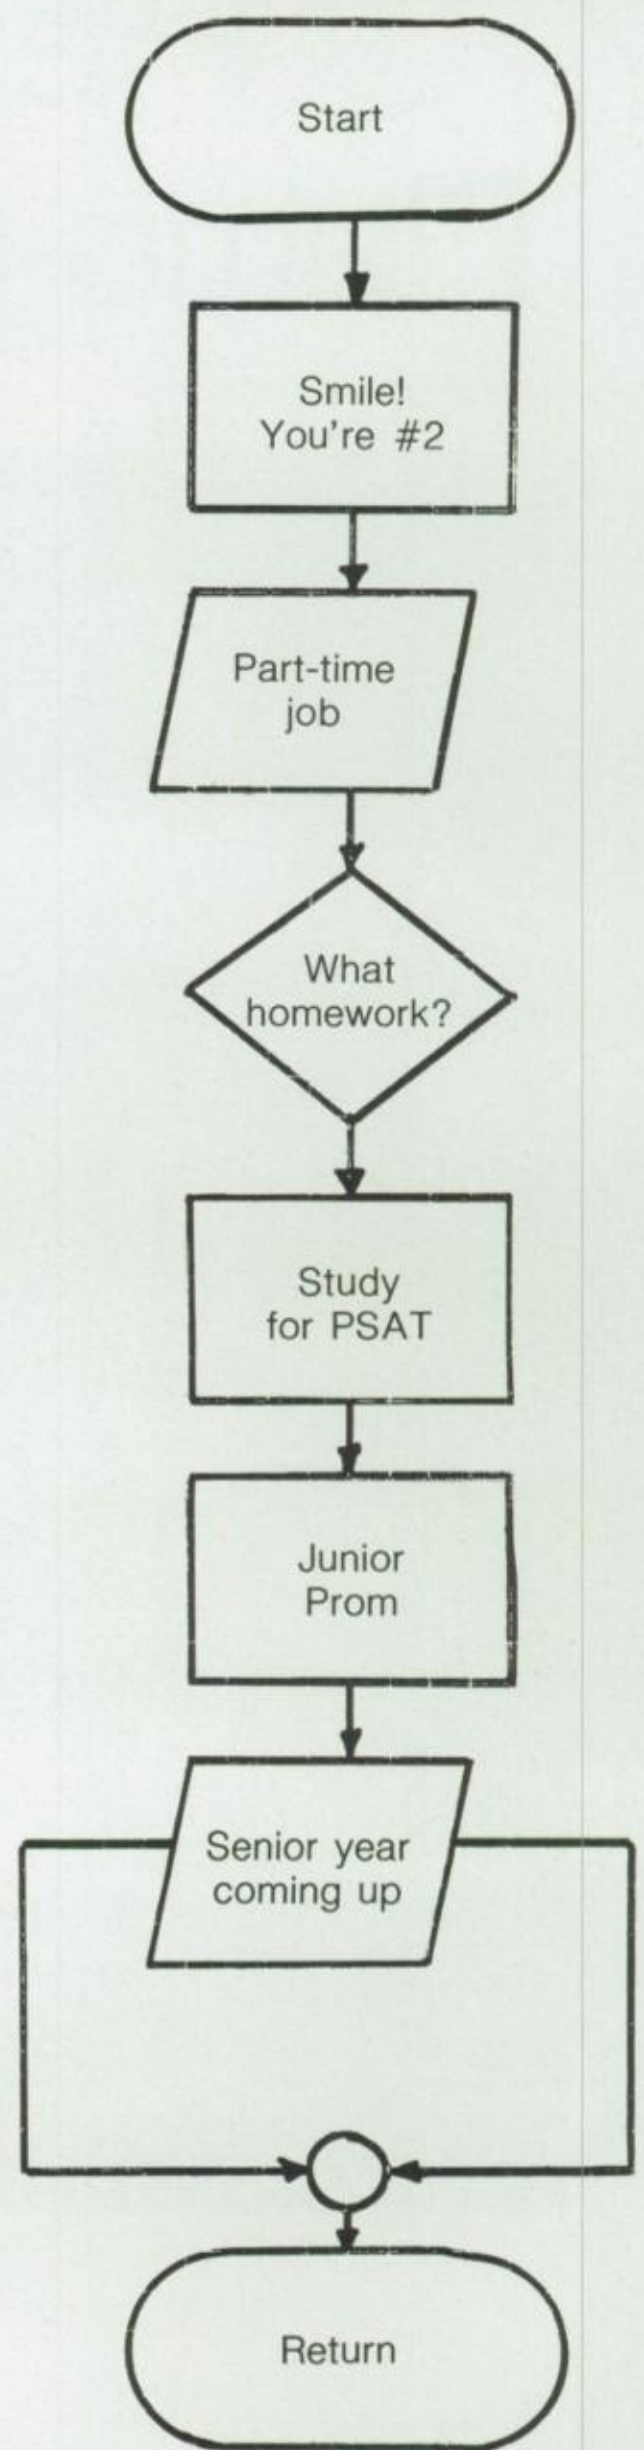 Start
Smile!
You're #2
Part-time
job
What
homework?
Study
for PSAT
Junior
Prom
Senior year
coming up
Return